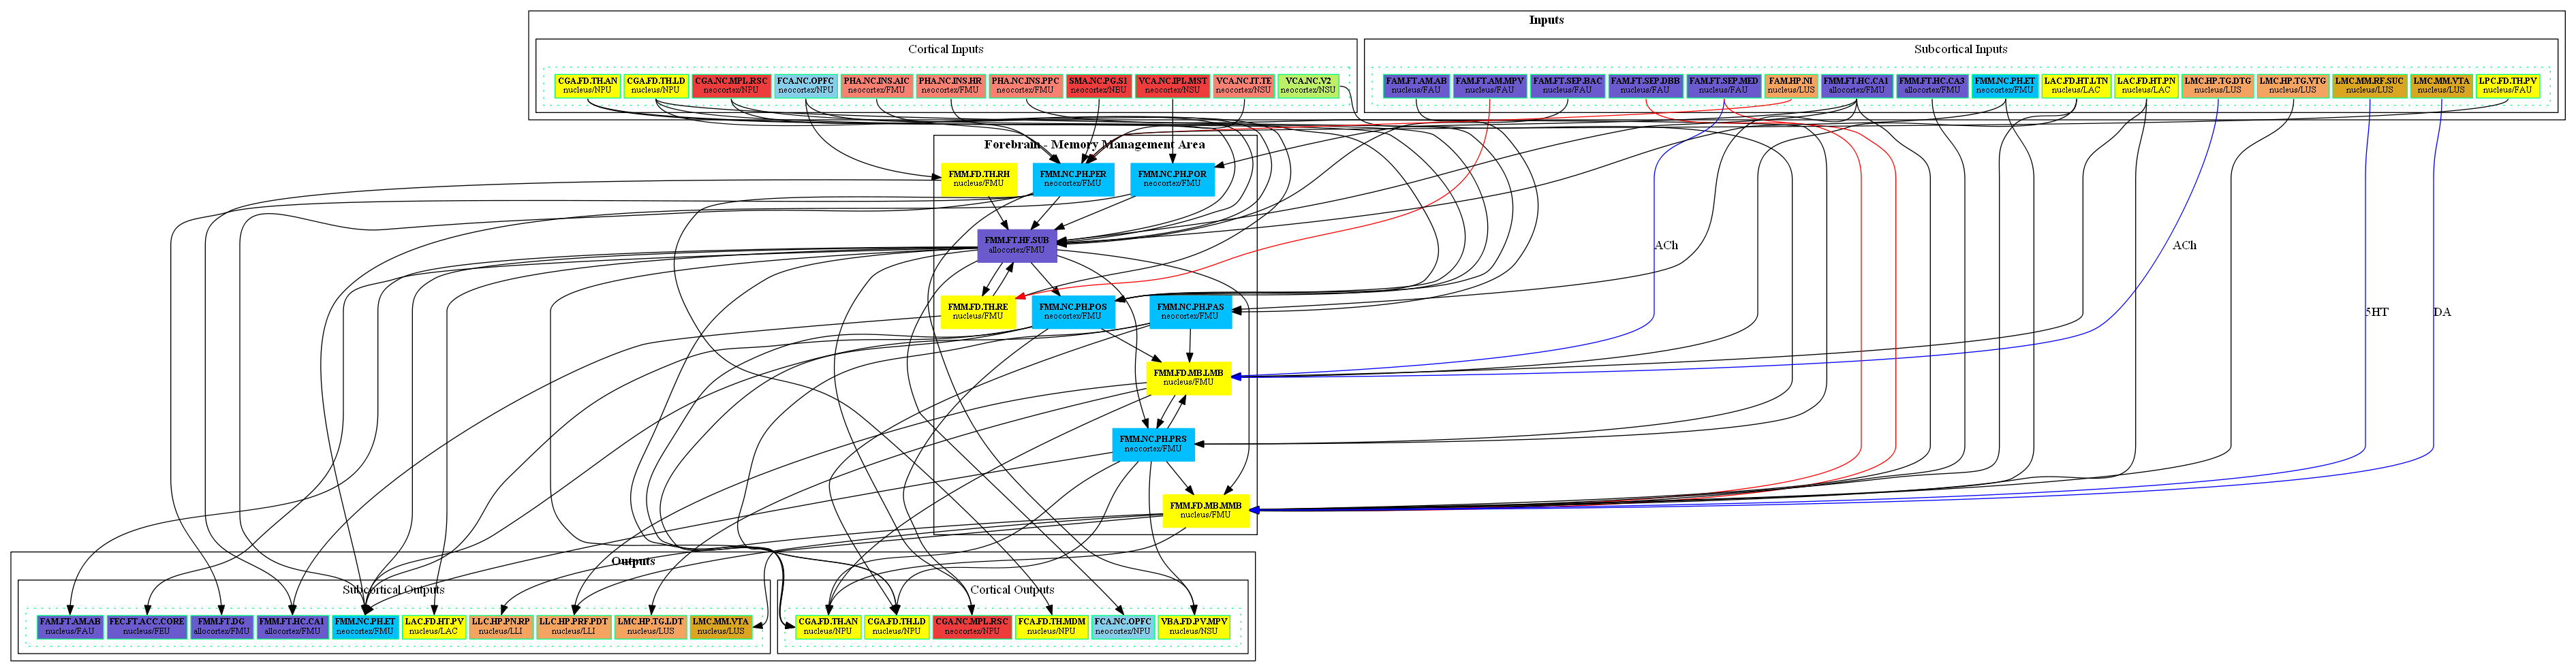 Inputs
Cortical Inputs
Subcortical Inputs
CGA.FD.TH.AN
nucleus/NPU
CGA.FD.TH.LD
nucleus/NPU
CGA.NC.MPL.RSC
neocortex/NPU
FCA.NC.OPFC
neocortex/NPU
PHA.NC.INS.AIC
neocortex/FMU
PHA.NC.INS.HR
neocortex/FMU
PHA.NC.INS.PPC
neocortex/FMU
SMA.NC.PG.S1
neocortex/NBU
VCA.NC.IPL.MST
neocortex/NSU
VCA.NC.IT.TE
neocortex/NSU
VCA.NC.V2
neocortex/NSU
FAM.FT.AM.AB
nucleus/FAU
FAM.FT.AM.MPV
nucleus/FAU
FAM.FT.SEP.BAC
nucleus/FAU
FAM.FT.SEP.DBB
nucleus/FAU
FAM.FT.SEP.MED
nucleus/FAU
FAM.HP.NI
nucleus/LUS
FMM.FT.HC.CA1
allocortex/FMU
FMM.FT.HC.CA3
allocortex/FMU
FMM.NC.PH.ET
neocortex/FMU
LAC.FD.HT.LTN
nucleus/LAC
LAC.FD.HT.PN
nucleus/LAC
LMC.HP.TG.DTG
nucleus/LUS
LMC.HP.TG.VTG
nucleus/LUS
LMC.MM.RF.SUC
nucleus/LUS
LMC.MM.VTA
nucleus/LUS
LPC.FD.TH.PV
nucleus/FAU
Forebrain - Memory Management Area
FMM.FD.TH.RH
nucleus/FMU
FMM.NC.PH.PER
neocortex/FMU
FMM.NC.PH.POR
neocortex/FMU
FMM.FT.HF.SUB
allocortex/FMU
ACh
ACh
FMM.FD.TH.RE
nucleus/FMU
FMM.NC.PH.POS
neocortex/FMU
FMM.NC.PH.PAS
neocortex/FMU
5HT
DA
FMM.FD.MB.LMB
nucleus/FMU
FMM.NC.PH.PRS
neocortex/FMU
FMM.FD.MB.MMB
nucleus/FMU
Outputs
Subcortical Outputs
Cortical Outputs
FAM.FT.AM.AB
nucleus/FAU
FEC.FT.ACC.CORE
nucleus/FEU
FMM.FT.DG
allocortex/FMU
FMM.FT.HC.CA1
allocortex/FMU
FMM.NC.PH.ET
neocortex/FMU
LAC.FD.HT.PV
nucleus/LAC
LLC.HP.PN.RP
nucleus/LLI
LLC.HP.PRF.PDT
nucleus/LLI
LMC.HP.TG.LDT
nucleus/LUS
LMC.MM.VTA
nucleus/LUS
CGA.FD.TH.AN
nucleus/NPU
CGA.FD.TH.LD
nucleus/NPU
CGA.NC.MPL.RSC
neocortex/NPU
FCA.FD.TH.MDM
nucleus/NPU
FCA.NC.OPFC
neocortex/NPU
VBA.FD.PV.MPV
nucleus/NSU